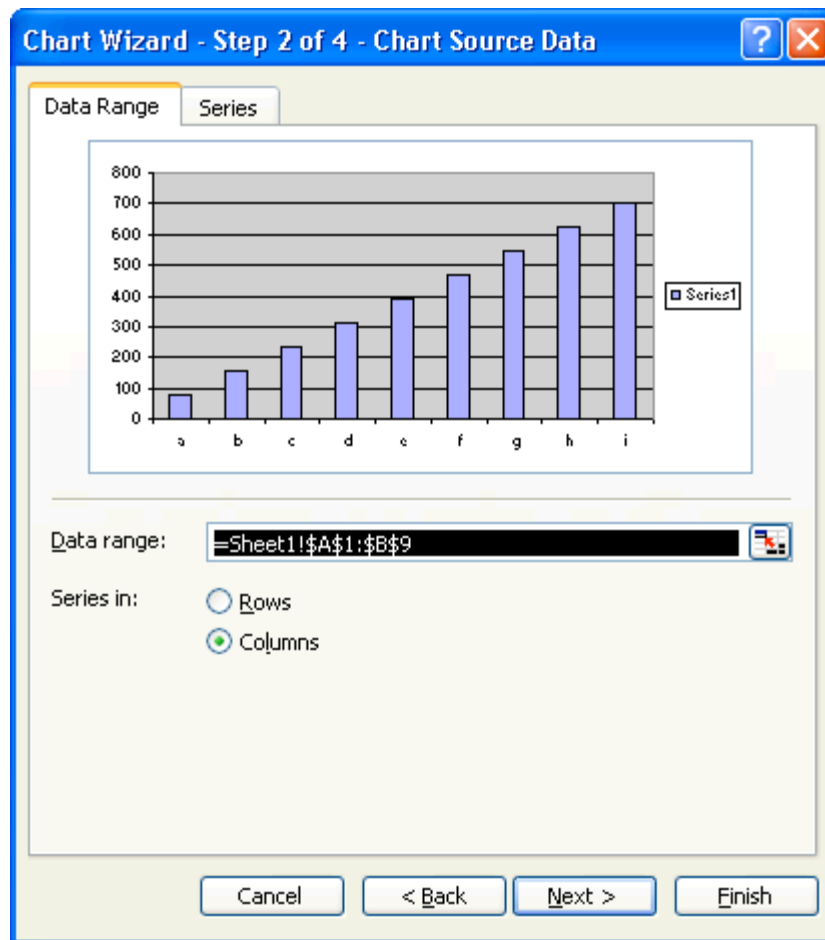 Chart Wizard - Step 2 of 4 - Chart Source Data
Data Range
Series
800
700
600
500
400
300
200
100
0
a b c d e f g h i
Series1
Data range:
=Sheet1!$A$1:$B$9
Series in:
Rows
Columns
Cancel
< Back
Next >
Finish